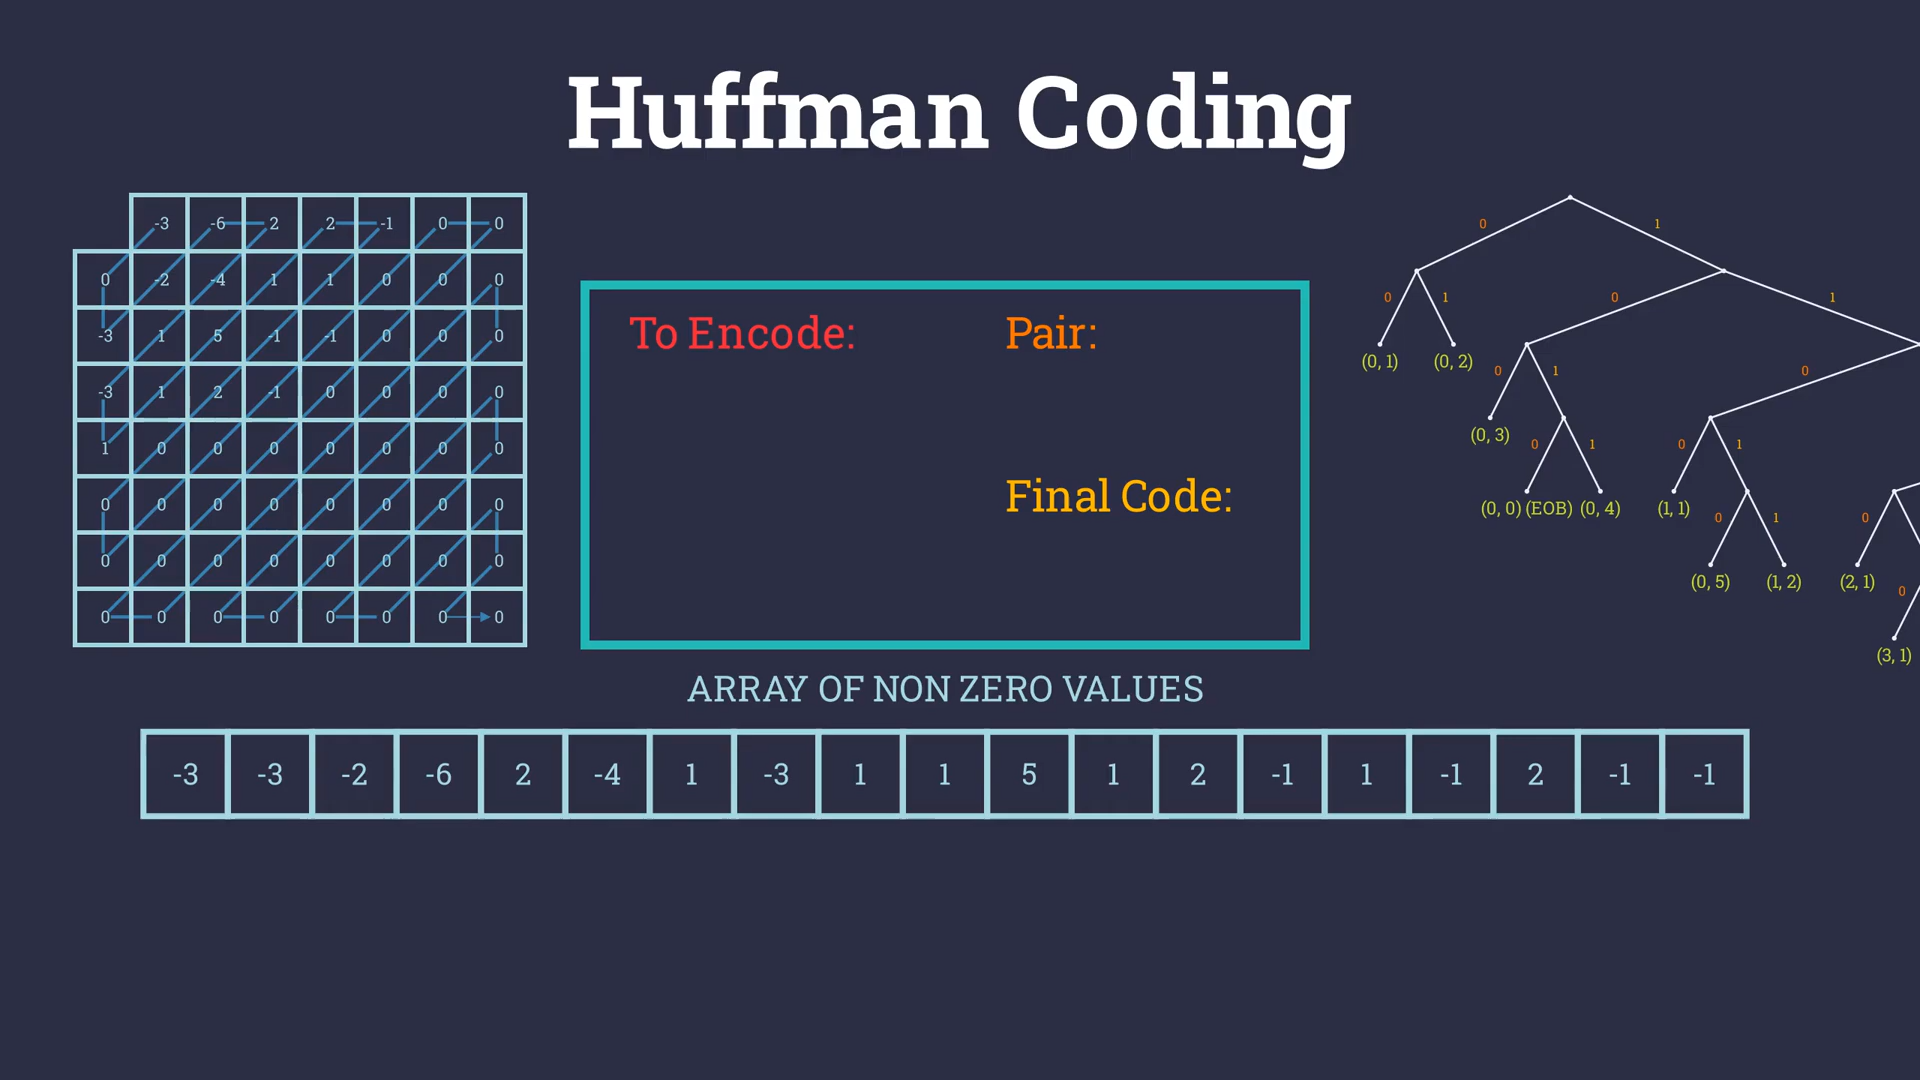 Huffman Coding
-3 -6 2 2 -1 0 0
0 -2 -4 1 1 0 0 0
-3 1 5 -1 -1 0 0 0
-3 1 2 -1 0 0 0 0
1 0 0 0 0 0 0 0
0 0 0 0 0 0 0 0
0 0 0 0 0 0 0 0
0 0 0 0 0 0 0 0
To Encode: Pair:
Final Code:
0 1
0 1 0 1
(0, 1) (0, 2) 0 1 0
(0, 3) 0 1 0 1
(0, 0) (EOB) (0, 4) (1, 1) 0 1 0
(0, 5) (1, 2) (2, 1) 0
(3, 1)
ARRAY OF NON ZERO VALUES
-3 -3 -2 -6 2 -4 1 -3 1 1 5 1 2 -1 1 -1 2 -1 -1